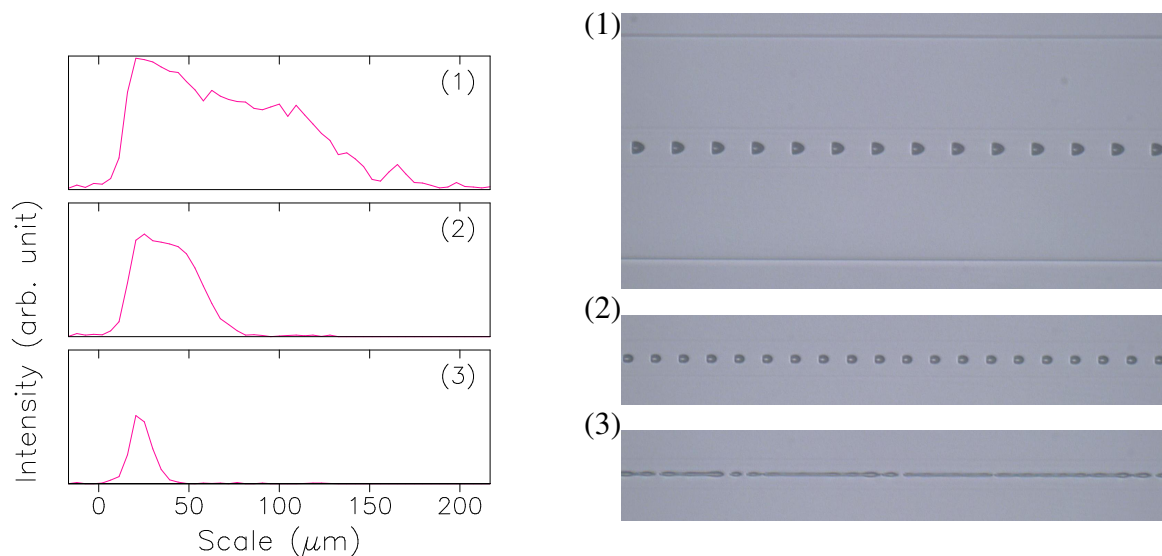 (1)
(2)
(3)
Intensity (arb. unit)
0 50 100 150 200
Scale (μm)
(1)
(2)
(3)